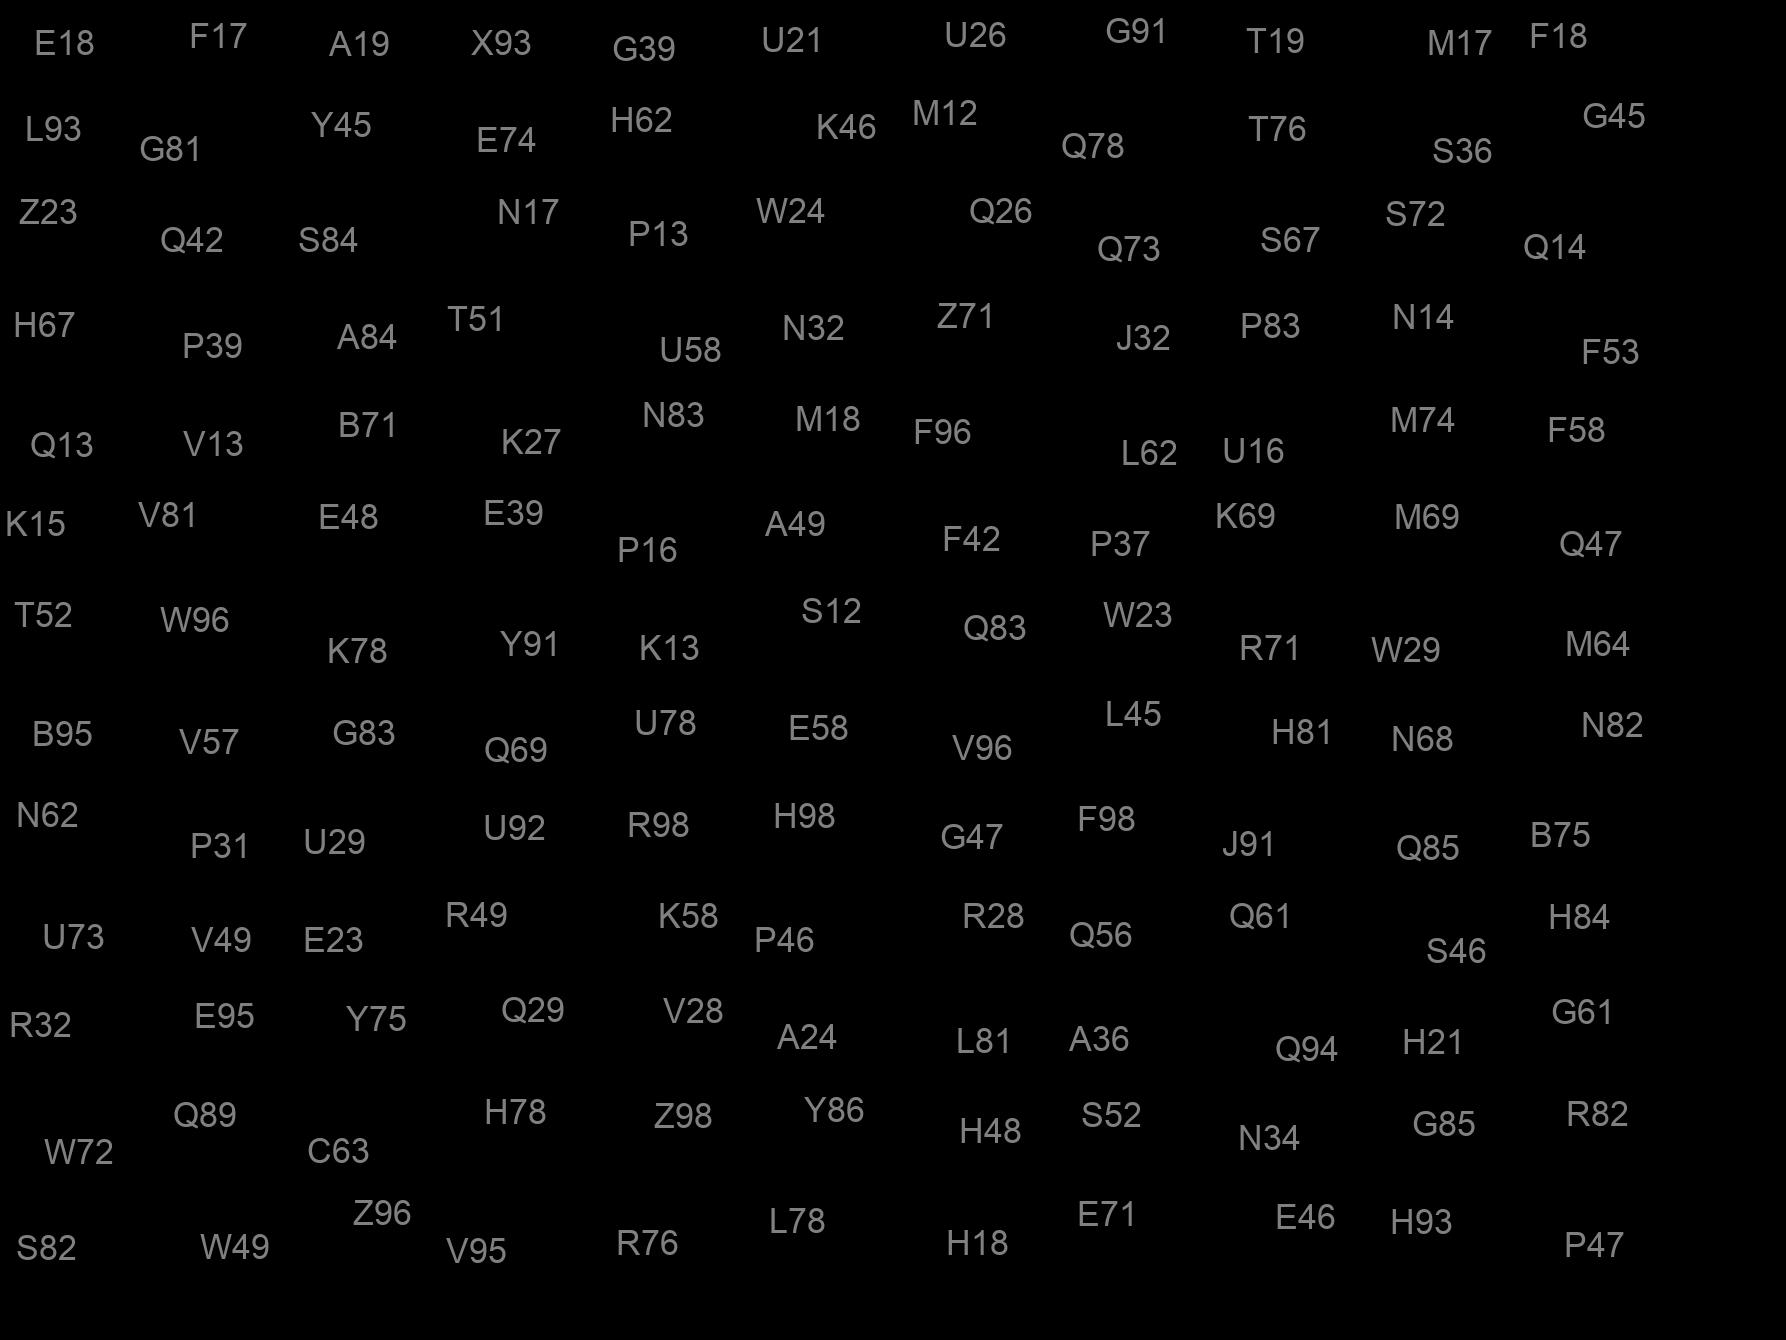 E18 F17 A19 X93 G39 U21 U26 G91 T19 M17 F18
L93 G81 Y45 E74 H62 K46 M12 Q78 T76 S36 G45
Z23 Q42 S84 N17 P13 W24 Q26 Q73 S67 S72 Q14
H67 P39 A84 T51 U58 N32 Z71 J32 P83 N14 F53
Q13 V13 B71 K27 N83 M18 F96 L62 U16 M74 F58
K15 V81 E48 E39 P16 A49 F42 P37 K69 M69 Q47
T52 W96 K78 Y91 K13 S12 Q83 W23 R71 W29 M64
B95 V57 G83 Q69 U78 E58 V96 L45 H81 N68 N82
N62 P31 U29 U92 R98 H98 G47 F98 J91 Q85 B75
U73 V49 E23 R49 K58 P46 R28 Q56 Q61 S46 H84
R32 E95 Y75 Q29 V28 A24 L81 A36 Q94 H21 G61
W72 Q89 C63 H78 Z98 Y86 H48 S52 N34 G85 R82
S82 W49 Z96 V95 R76 L78 H18 E71 E46 H93 P47